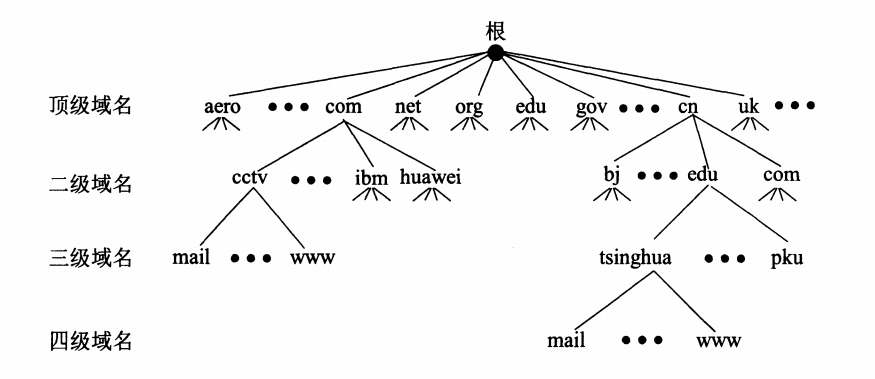 根
顶级域名 aero ••• com net org edu gov ••• cn uk •••
二级域名 cctv ••• ibm huawei bj ••• edu com
三级域名 mail ••• www tsinghua ••• pku
四级域名 mail ••• www